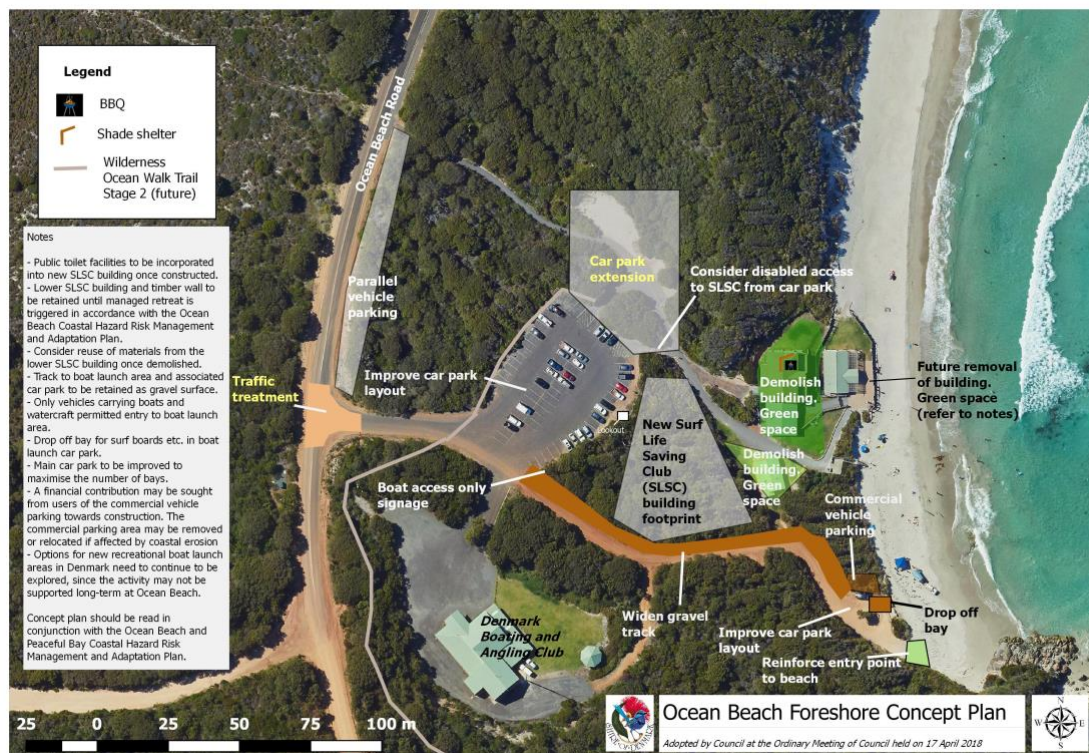 Legend
BBQ
Shade shelter
Wilderness
Ocean Walk Trail
Stage 2 (future)
Notes
- Public toilet facilities to be incorporated
into new SLSC building once constructed.
- Lower SLSC building and timber wall to
be retained until managed retreat is
triggered in accordance with the Ocean
Beach Coastal Hazard Risk Management
and Adaptation Plan.
- Consider reuse of materials from the
lower SLSC building once demolished.
- Track to boat launch area and associated
car park to be retained as gravel surface.
- Only vehicles carrying boats and
watercraft permitted entry to boat launch
area.
- Drop off bay for surf boards etc. in boat
launch car park.
- Main car park to be improved to
maximise the number of bays.
- A financial contribution may be sought
from users of the commercial vehicle
parking towards construction. The
commercial parking area may be removed
or relocated if affected by coastal erosion
- Options for new recreational boat launch
areas in Denmark need to continue to be
explored, since the activity may not be
supported long-term at Ocean Beach.
Concept plan should be read in
conjunction with the Ocean Beach and
Peaceful Bay Coastal Hazard Risk
Management and Adaptation Plan.
Ocean Beach Road
Parallel
vehicle
parking
Traffic
treatment
Improve car park
layout
Car park
extension
Consider disabled access
to SLSC from car park
Lookout
New Surf
Life
Saving
Club
(SLSC)
building
footprint
Demolish
building.
Green
space
Demolish
building.
Green
space
Future removal
of building.
Green space
(refer to notes)
Boat access only
signage
Commercial
vehicle
parking
Widen gravel
track
Improve car park
layout
Drop off
bay
Reinforce entry point
to beach
Denmark
Boating and
Angling Club
25 0 25 50 75 100 m
SHIRE OF DENMARK
Ocean Beach Foreshore Concept Plan
Adopted by Council at the Ordinary Meeting of Council held on 17 April 2018
N
W E
S